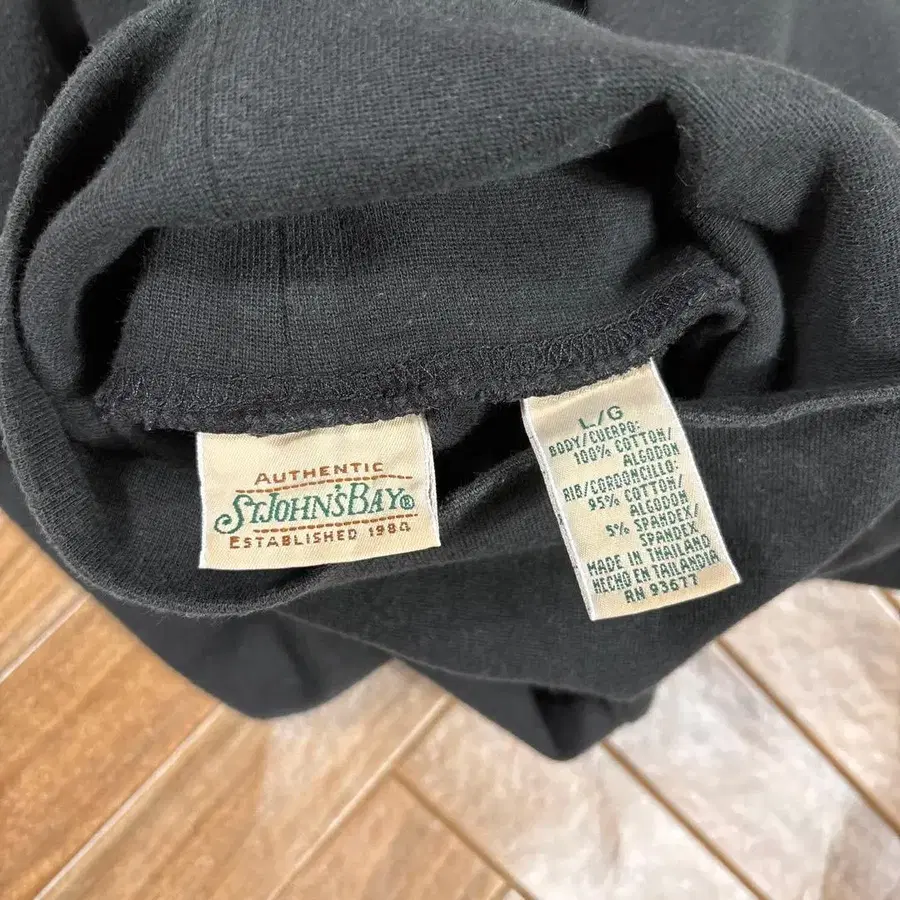 AUTHENTIC
ST.JOHN'S BAY®
ESTABLISHED 1984
L/G
BODY/CUERPO:
100% COTTON/
ALGODON
RIB/CORDONCILLO:
95% COTTON/
ALGODON
5% SPANDEX/
SPANDEX
MADE IN THAILAND
HECHO EN TAILANDIA
RN 93677